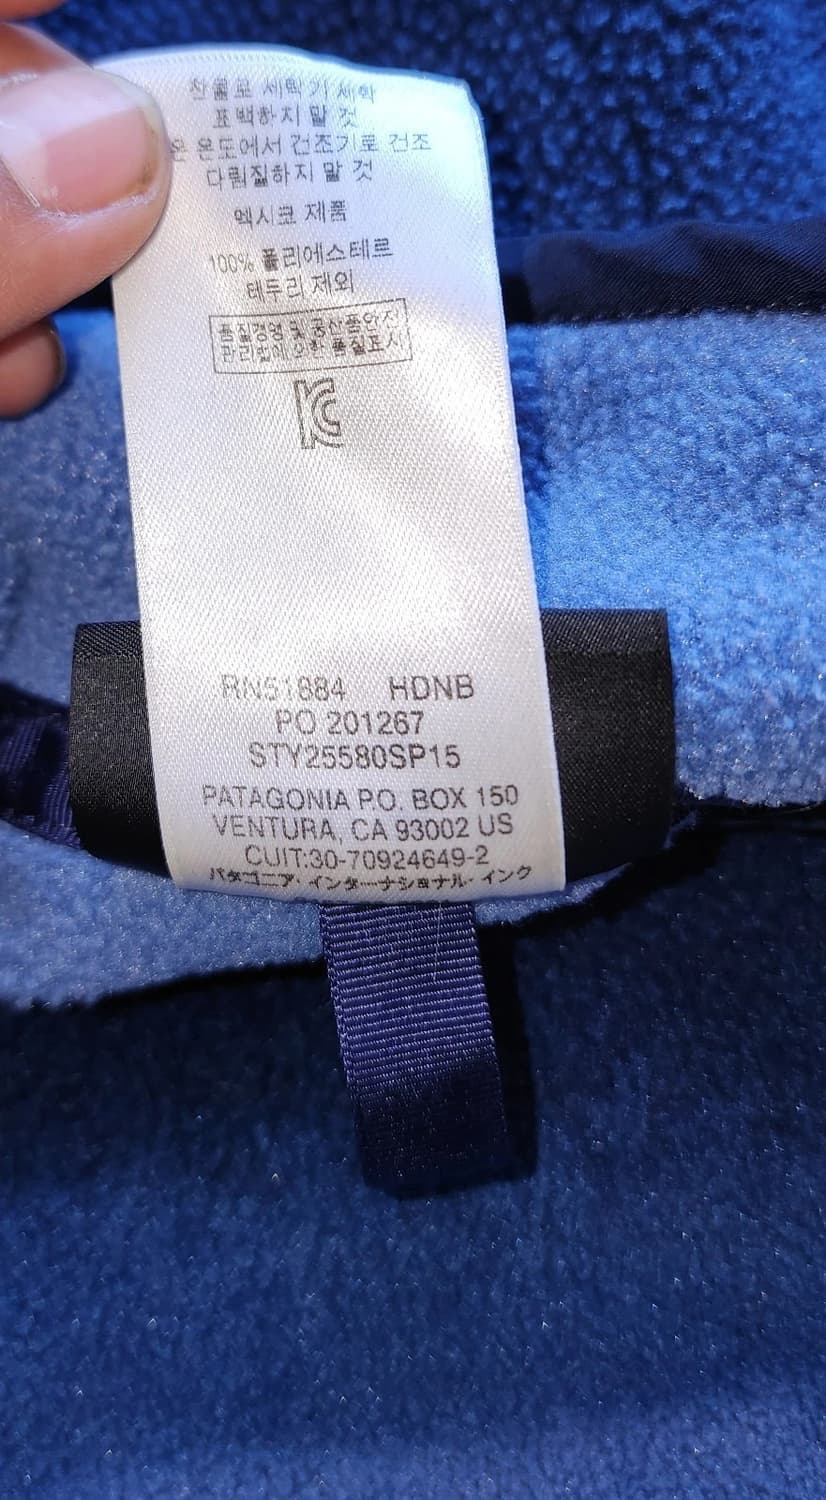 찬물로 세탁기 세탁
표백하지 말 것
온 온도에서 건조기로 건조
다림질하지 말 것
멕시코 제품
100% 폴리에스테르
테두리 제외
품질경영 및 공산품안전
관리법에 의한 품질표시
KC
RN51884 HDNB
PO 201267
STY25580SP15
PATAGONIA P.O. BOX 150
VENTURA, CA 93002 US
CUIT:30-70924649-2
パタゴニア・インターナショナル・インク